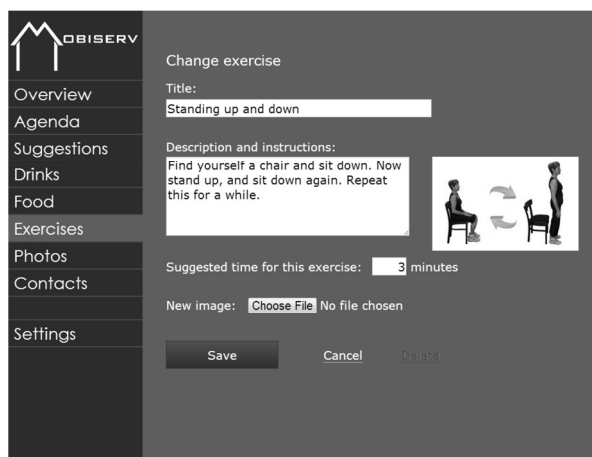 MOBISERV
Overview
Agenda
Suggestions
Drinks
Food
Exercises
Photos
Contacts
Settings
Change exercise
Title:
Standing up and down
Description and instructions:
Find yourself a chair and sit down. Now
stand up, and sit down again. Repeat
this for a while.
Suggested time for this exercise: 3 minutes
New image: Choose File No file chosen
Save Cancel Delete